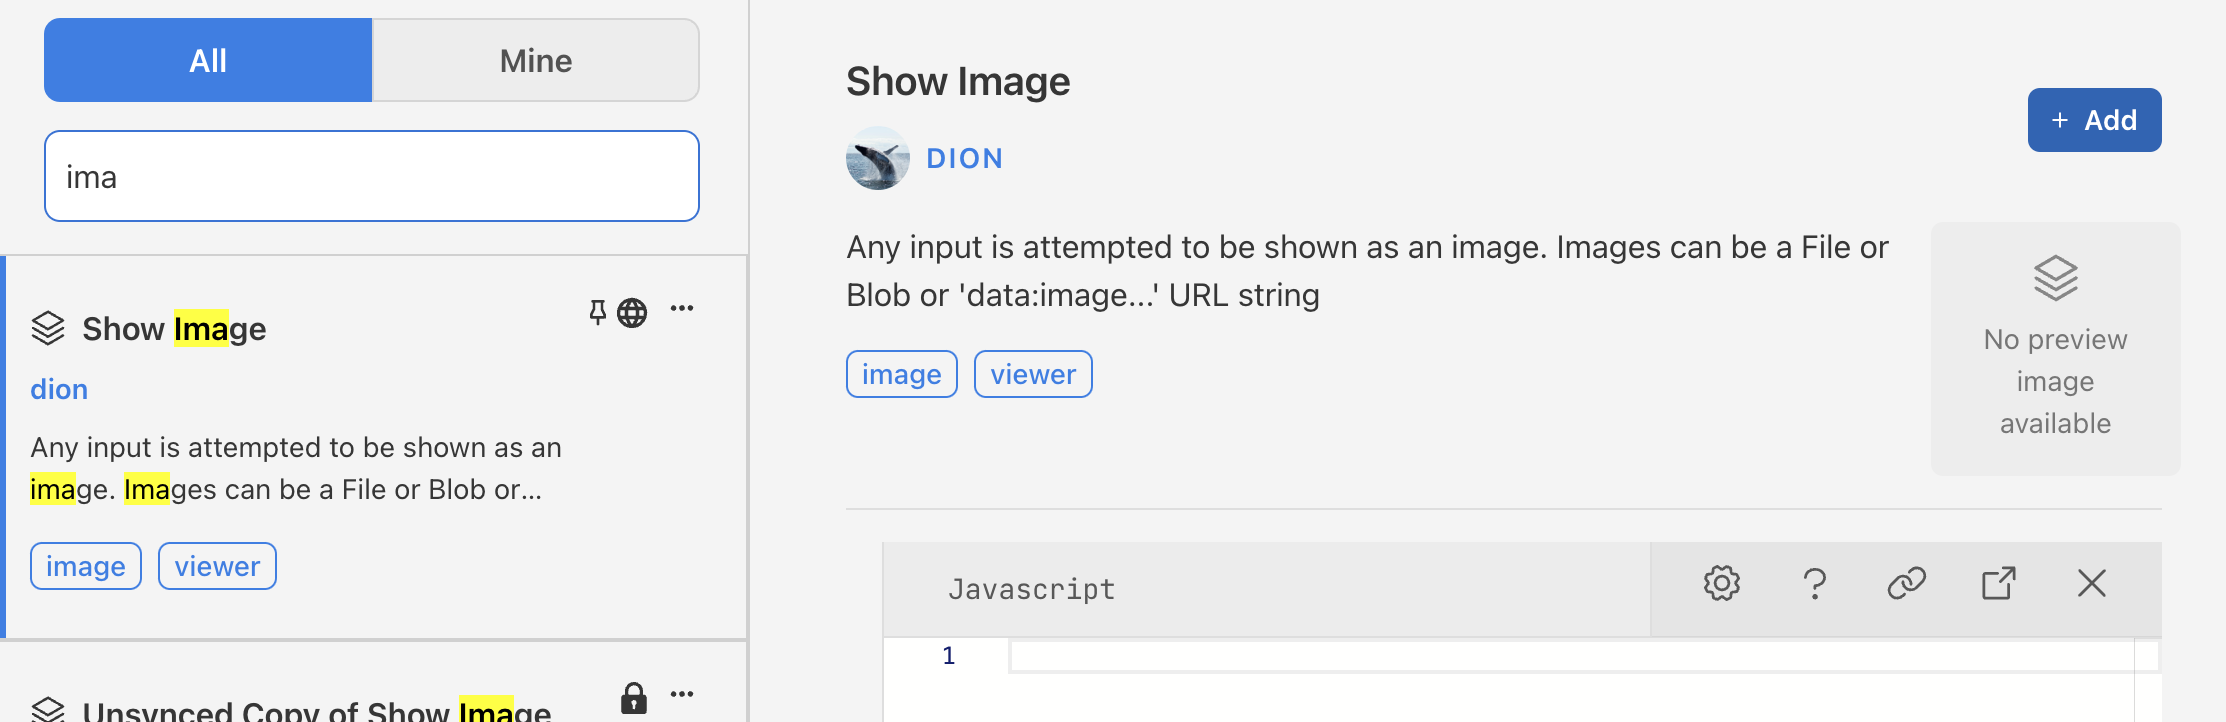 All
Mine
ima
Show Image
dion
Any input is attempted to be shown as an
image. Images can be a File or Blob or...
image
viewer
Unsynced Copy of Show Image
Show Image
DION
+ Add
Any input is attempted to be shown as an image. Images can be a File or
Blob or 'data:image...' URL string
image
viewer
No preview
image
available
Javascript
1